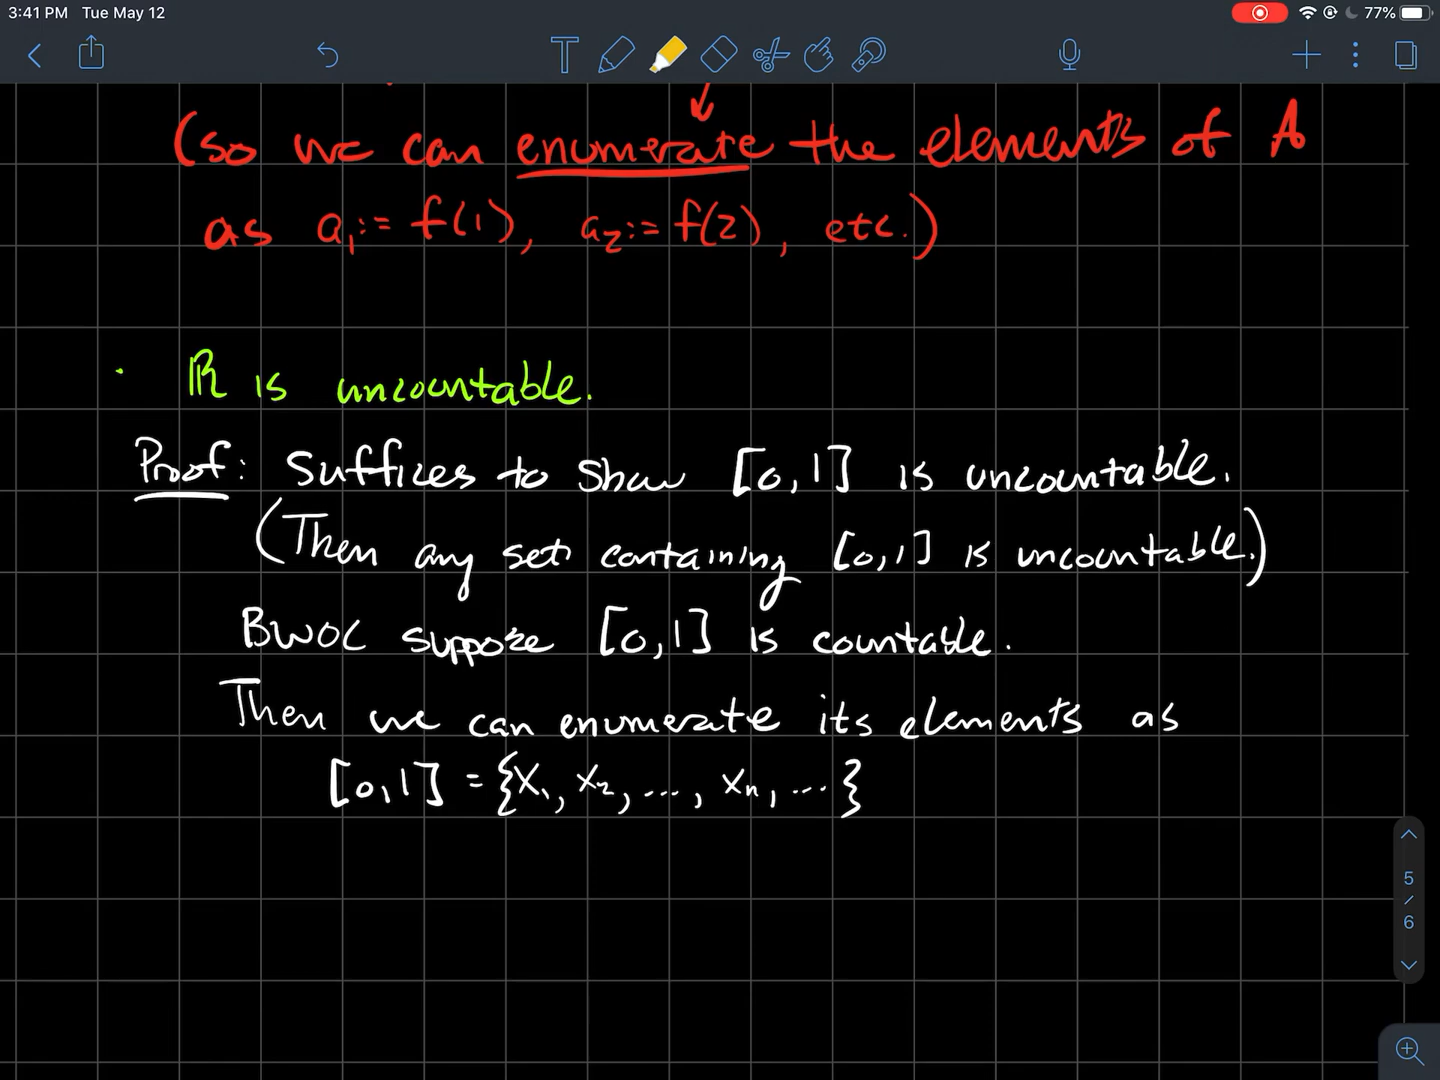 3:41 PM Tue May 12
77%
(so we can enumerate the elements of A
as a₁:= f(1), a₂:= f(2), etc.)
· ℝ is uncountable.
Proof: Suffices to show [0,1] is uncountable.
(Then any set containing [0,1] is uncountable.)
BWOC suppose [0,1] is countable.
Then we can enumerate its elements as
[0,1] = {x₁, x₂, ..., xₙ, ...}
5
/
6